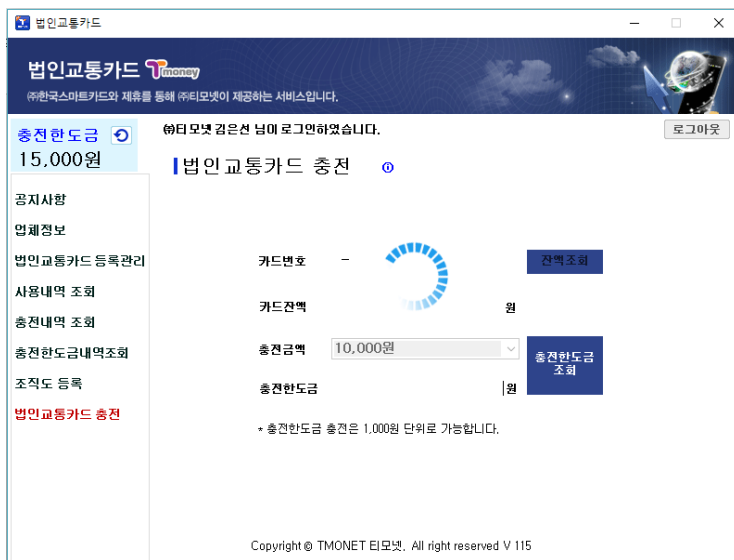 법인교통카드
법인교통카드 Tmoney
㈜한국스마트카드와 제휴를 통해 ㈜티모넷이 제공하는 서비스입니다.
충전한도금
15,000원
㈜티모넷 김은선 님이 로그인하였습니다.
로그아웃
법인교통카드 충전
공지사항
업체정보
법인교통카드 등록관리
사용내역 조회
충전내역 조회
충전한도금내역조회
조직도 등록
법인교통카드 충전
카드번호 - 잔액조회
카드잔액 원
충전금액 10,000원
충전한도금 조회
충전한도금 원
* 충전한도금 충전은 1,000원 단위로 가능합니다.
Copyright@ TMONET 티모넷, All right reserved V 115